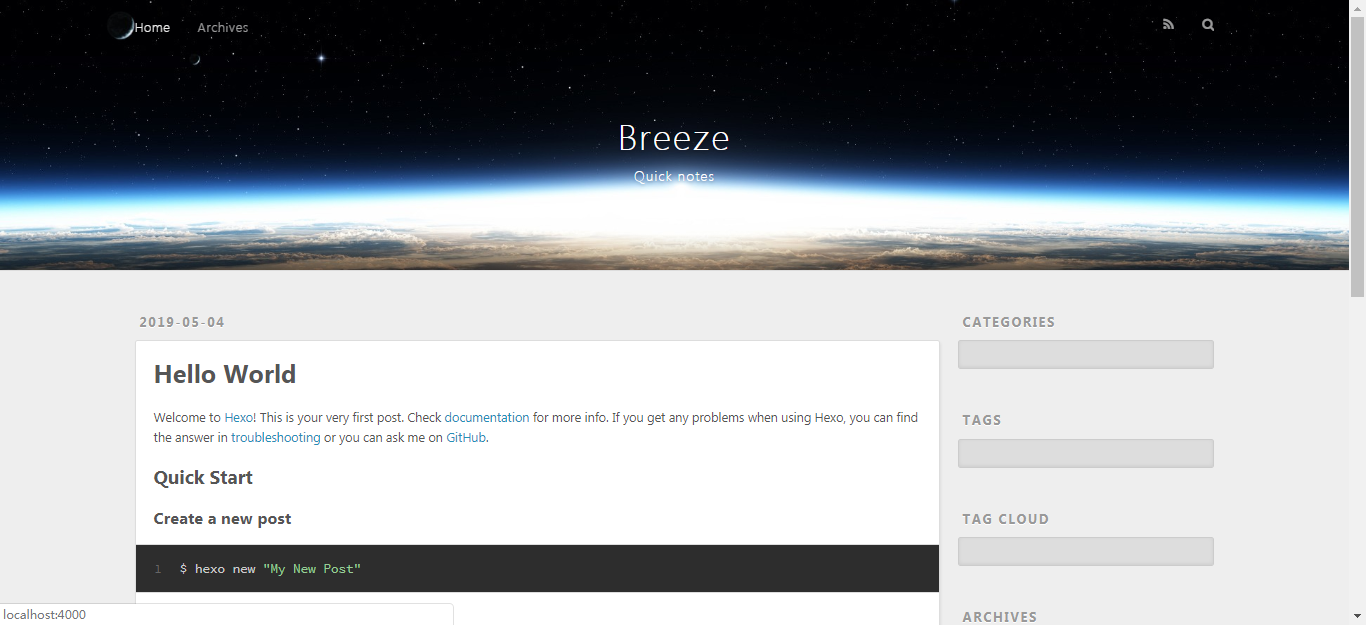 Home Archives
Breeze
Quick notes
2019-05-04
Hello World
Welcome to Hexo! This is your very first post. Check documentation for more info. If you get any problems when using Hexo, you can find
the answer in troubleshooting or you can ask me on GitHub.
Quick Start
Create a new post
1 $ hexo new "My New Post"
CATEGORIES
TAGS
TAG CLOUD
ARCHIVES
localhost:4000